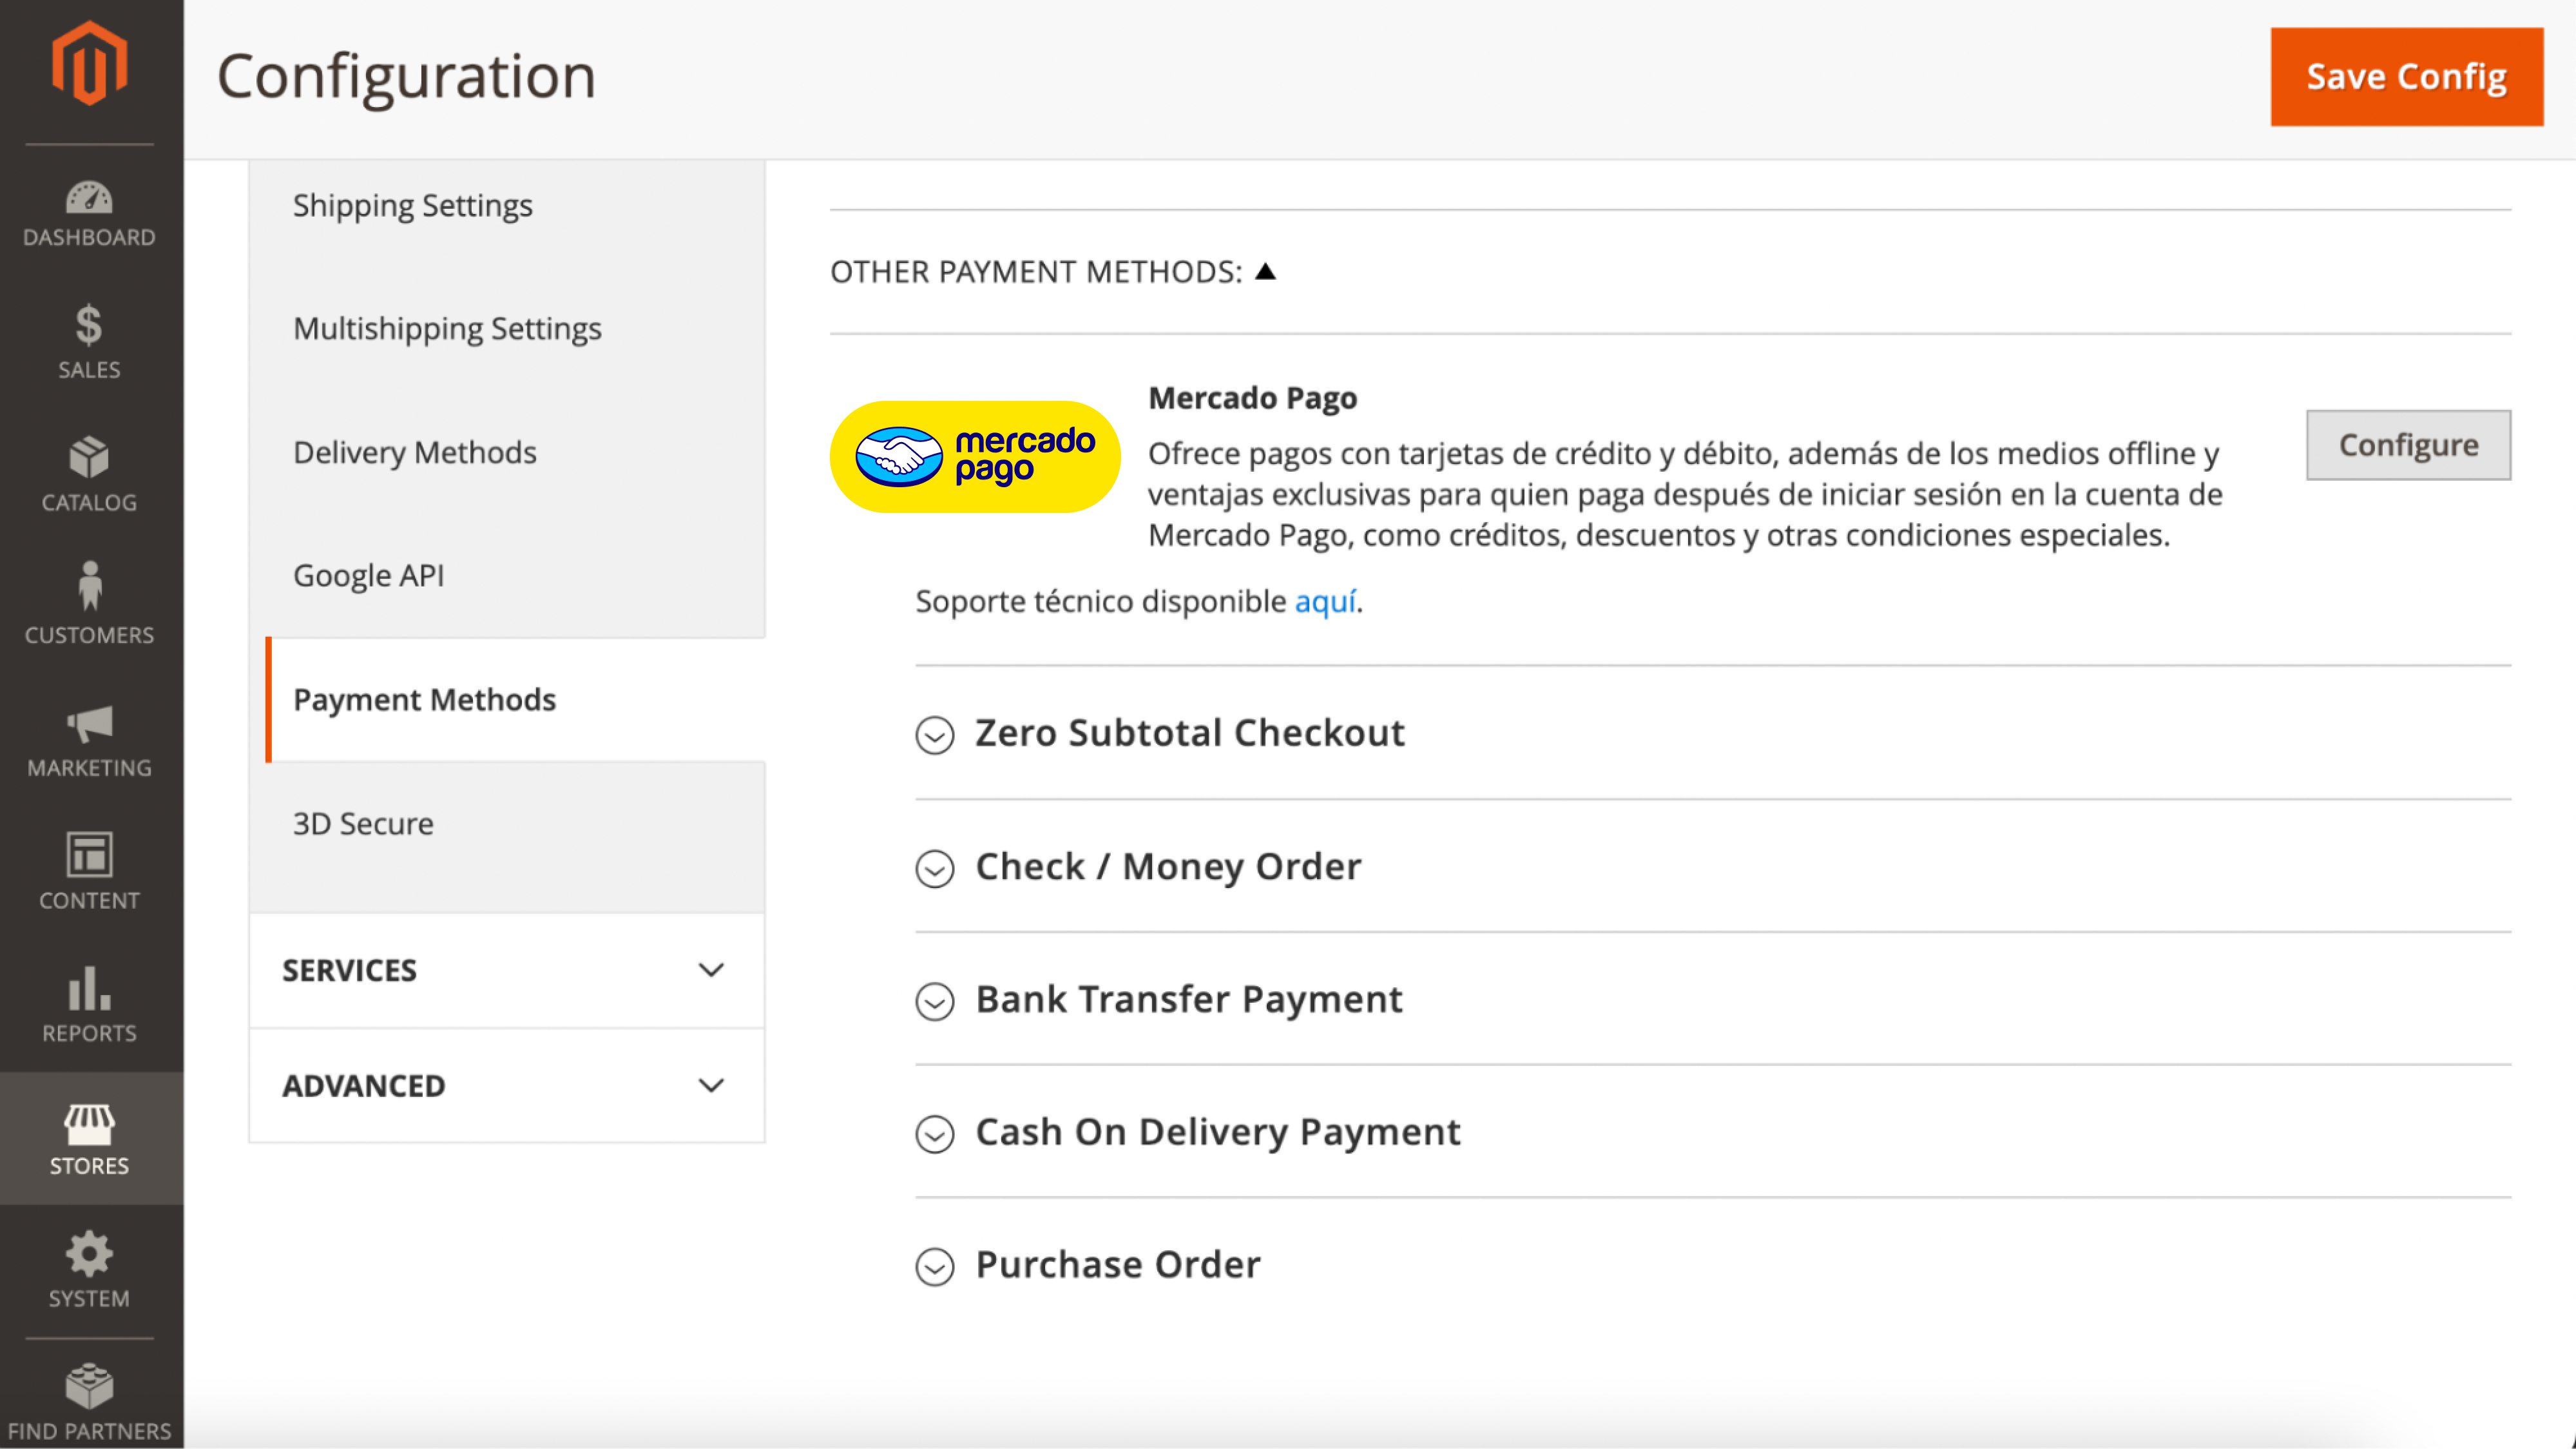 Configuration
Save Config
DASHBOARD
SALES
CATALOG
CUSTOMERS
MARKETING
CONTENT
REPORTS
STORES
SYSTEM
FIND PARTNERS
Shipping Settings
Multishipping Settings
Delivery Methods
Google API
Payment Methods
3D Secure
SERVICES
ADVANCED
OTHER PAYMENT METHODS:
mercado
pago
Mercado Pago
Ofrece pagos con tarjetas de crédito y débito, además de los medios offline y
ventajas exclusivas para quien paga después de iniciar sesión en la cuenta de
Mercado Pago, como créditos, descuentos y otras condiciones especiales.
Configure
Soporte técnico disponible aquí.
Zero Subtotal Checkout
Check / Money Order
Bank Transfer Payment
Cash On Delivery Payment
Purchase Order